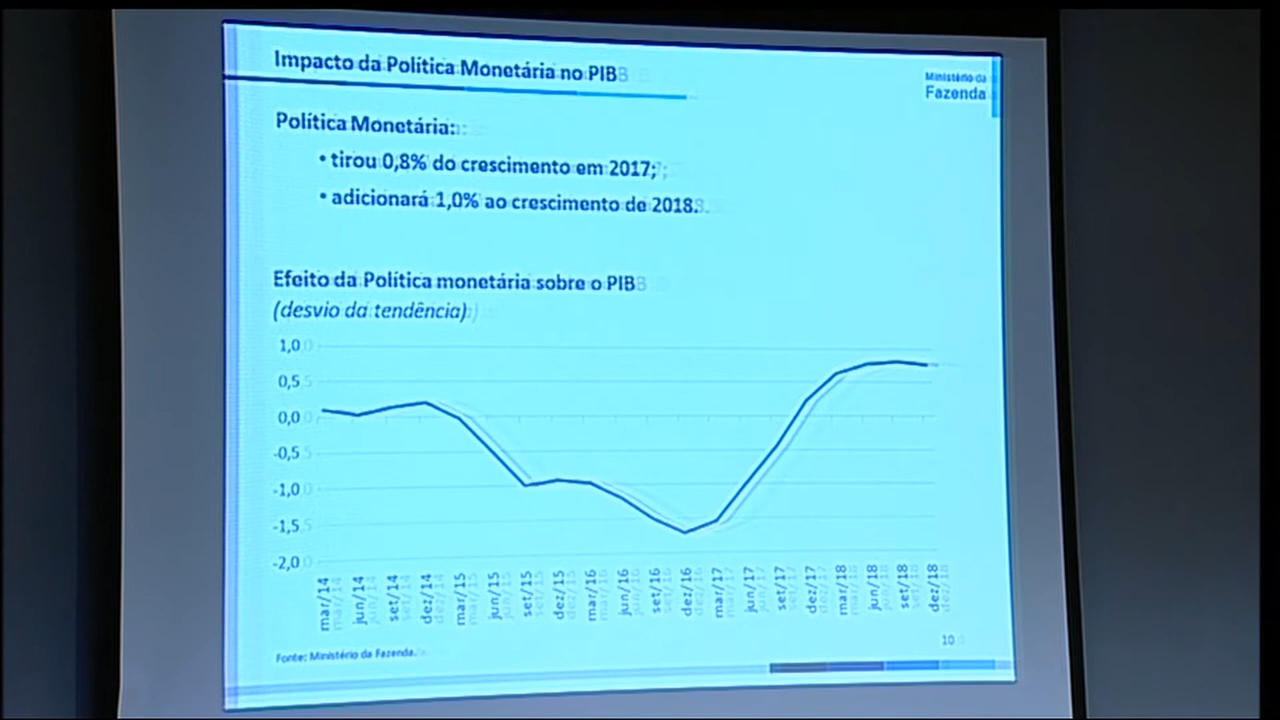 Impacto da Política Monetária no PIB
Ministério da
Fazenda
Política Monetária:
• tirou 0,8% do crescimento em 2017;
• adicionará 1,0% ao crescimento de 2018.
Efeito da Política monetária sobre o PIB
(desvio da tendência)
1,0
0,5
0,0
-0,5
-1,0
-1,5
-2,0
mar/14
jun/14
set/14
dez/14
mar/15
jun/15
set/15
dez/15
mar/16
jun/16
set/16
dez/16
mar/17
jun/17
set/17
dez/17
mar/18
jun/18
set/18
dez/18
Fonte: Ministério da Fazenda.
10